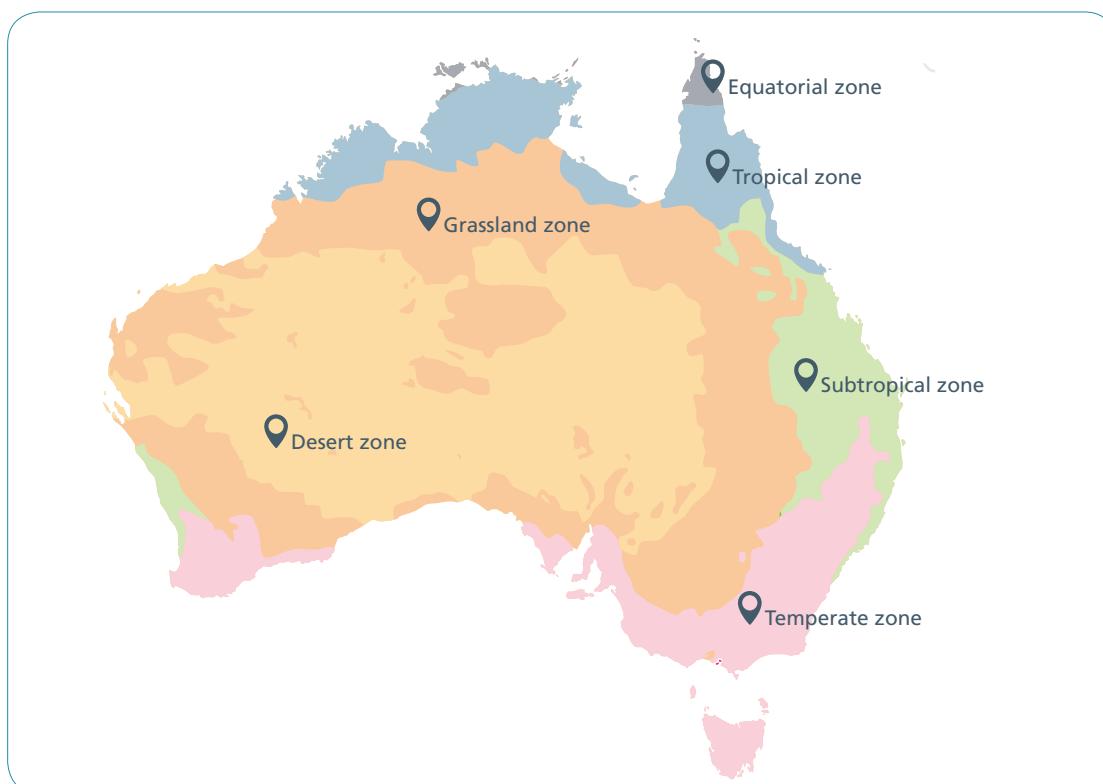 Equatorial zone
Tropical zone
Grassland zone
Subtropical zone
Desert zone
Temperate zone